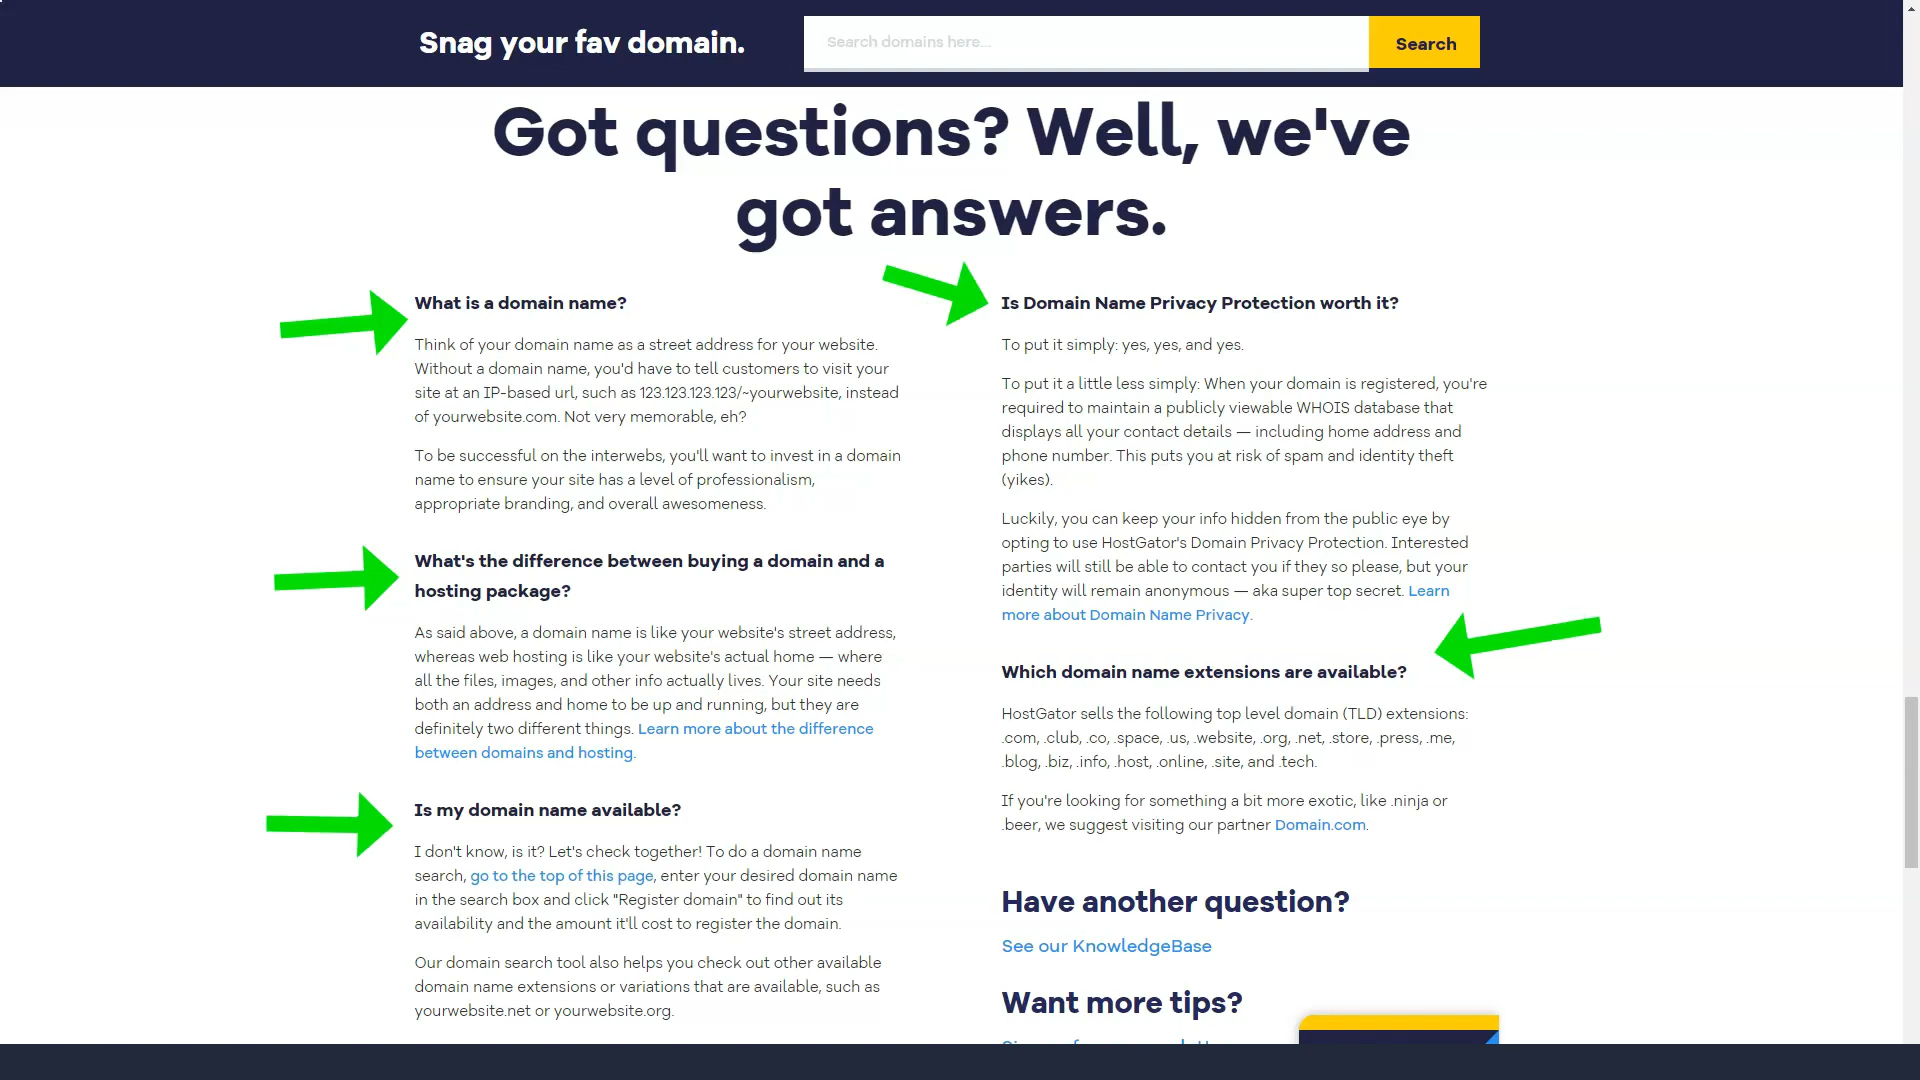 Snag your fav domain.
Search domains here...
Search
Got questions? Well, we've
got answers.
What is a domain name?
Think of your domain name as a street address for your website.
Without a domain name, you'd have to tell customers to visit your
site at an IP-based url, such as 123.123.123.123/~yourwebsite, instead
of yourwebsite.com. Not very memorable, eh?
To be successful on the interwebs, you'll want to invest in a domain
name to ensure your site has a level of professionalism,
appropriate branding, and overall awesomeness.
What's the difference between buying a domain and a
hosting package?
As said above, a domain name is like your website's street address,
whereas web hosting is like your website's actual home — where
all the files, images, and other info actually lives. Your site needs
both an address and home to be up and running, but they are
definitely two different things. Learn more about the difference
between domains and hosting.
Is my domain name available?
I don't know, is it? Let's check together! To do a domain name
search, go to the top of this page, enter your desired domain name
in the search box and click "Register domain" to find out its
availability and the amount it'll cost to register the domain.
Our domain search tool also helps you check out other available
domain name extensions or variations that are available, such as
yourwebsite.net or yourwebsite.org.
Is Domain Name Privacy Protection worth it?
To put it simply: yes, yes, and yes.
To put it a little less simply: When your domain is registered, you're
required to maintain a publicly viewable WHOIS database that
displays all your contact details — including home address and
phone number. This puts you at risk of spam and identity theft
(yikes).
Luckily, you can keep your info hidden from the public eye by
opting to use HostGator's Domain Privacy Protection. Interested
parties will still be able to contact you if they so please, but your
identity will remain anonymous — aka super top secret. Learn
more about Domain Name Privacy.
Which domain name extensions are available?
HostGator sells the following top level domain (TLD) extensions:
.com, .club, .co, .space, .us, .website, .org, .net, .store, .press, .me,
.blog, .biz, .info, .host, .online, .site, and .tech.
If you're looking for something a bit more exotic, like .ninja or
.beer, we suggest visiting our partner Domain.com.
Have another question?
See our KnowledgeBase
Want more tips?